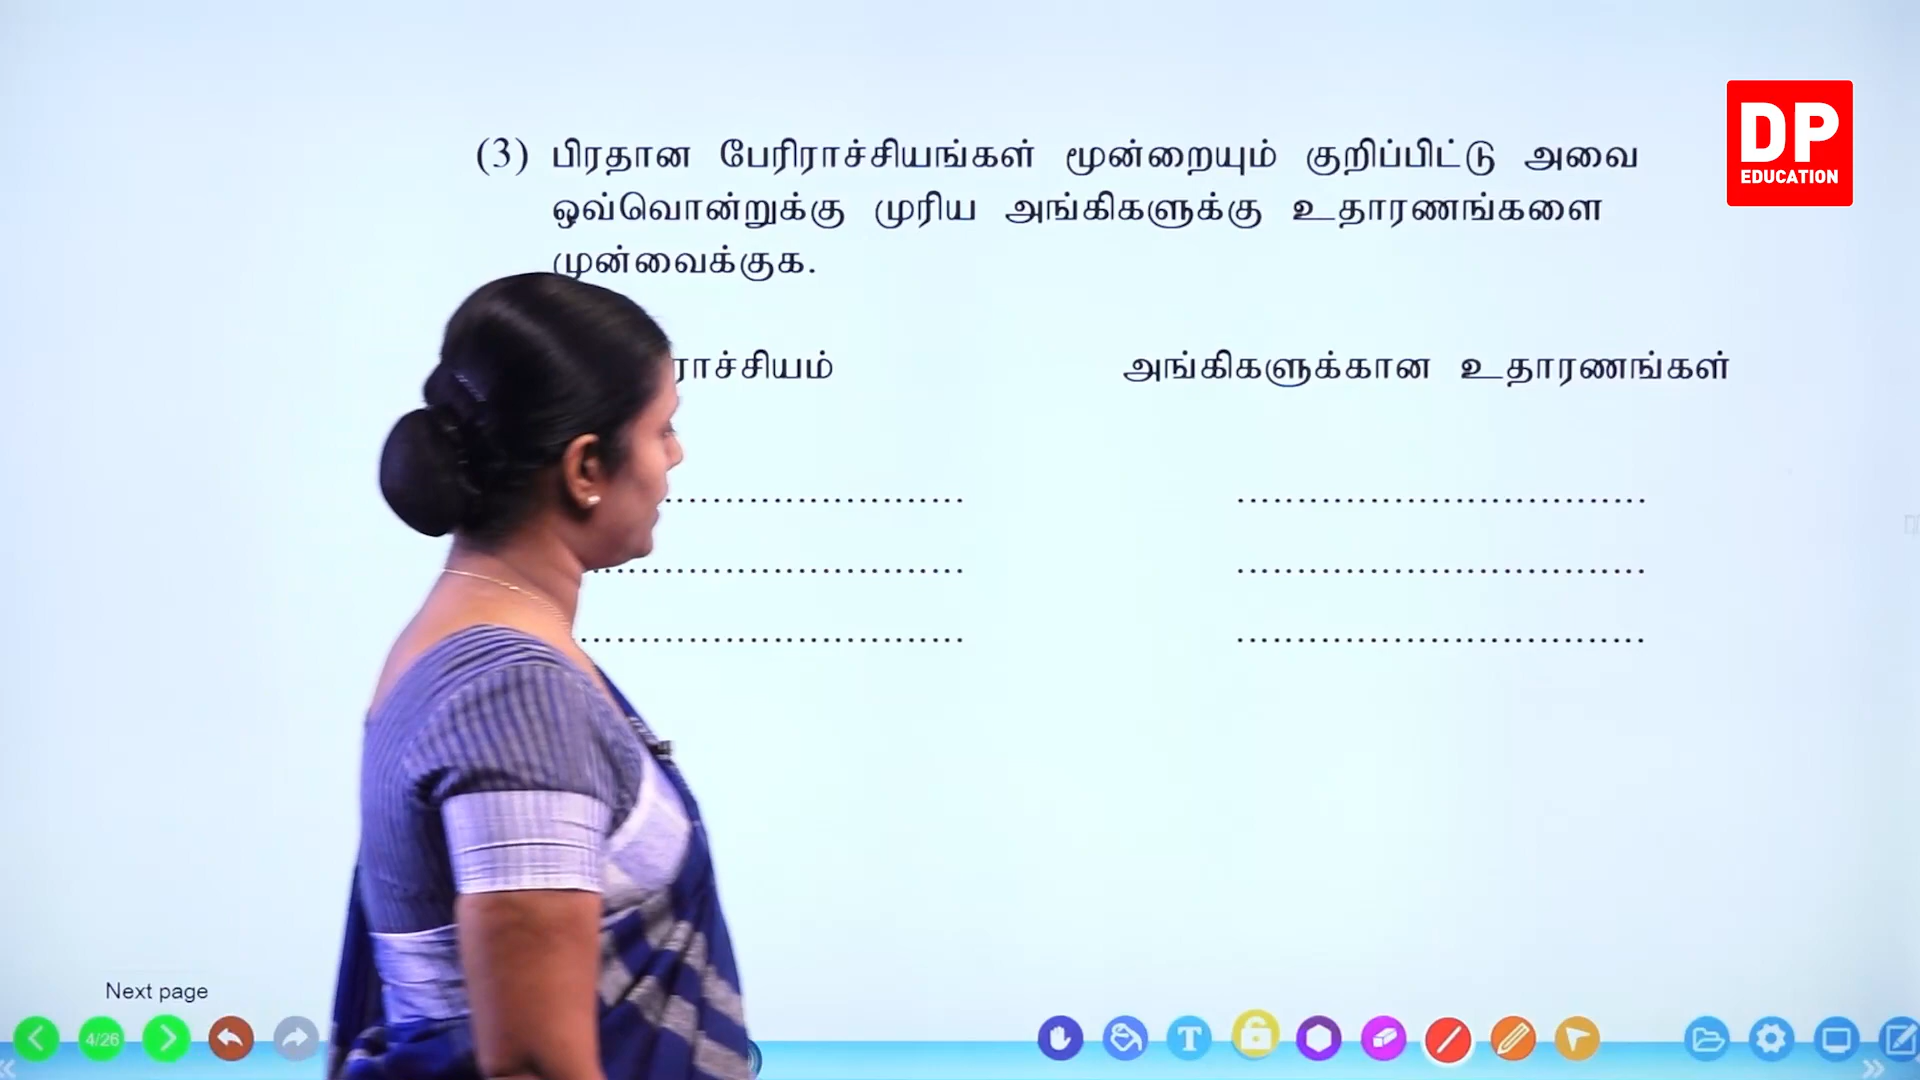 DP
EDUCATION
(3) பிரதான பேரிராச்சியங்கள் மூன்றையும் குறிப்பிட்டு அவை
ஒவ்வொன்றுக்கு முரிய அங்கிகளுக்கு உதாரணங்களை
முன்வைக்குக.
ராச்சியம் அங்கிகளுக்கான உதாரணங்கள்
Next page
4/26
T